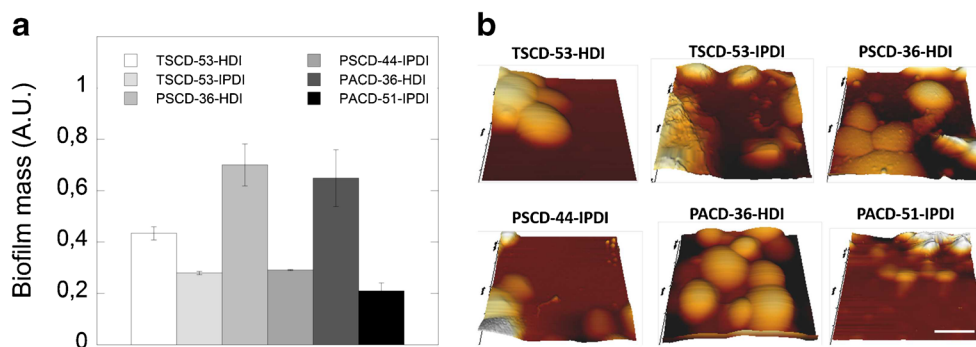 a
Biofilm mass (A.U.)
1
0,8
0,6
0,4
0,2
0
TSCD-53-HDI
TSCD-53-IPDI
PSCD-36-HDI
PSCD-44-IPDI
PACD-36-HDI
PACD-51-IPDI
b
TSCD-53-HDI TSCD-53-IPDI PSCD-36-HDI
PSCD-44-IPDI PACD-36-HDI PACD-51-IPDI